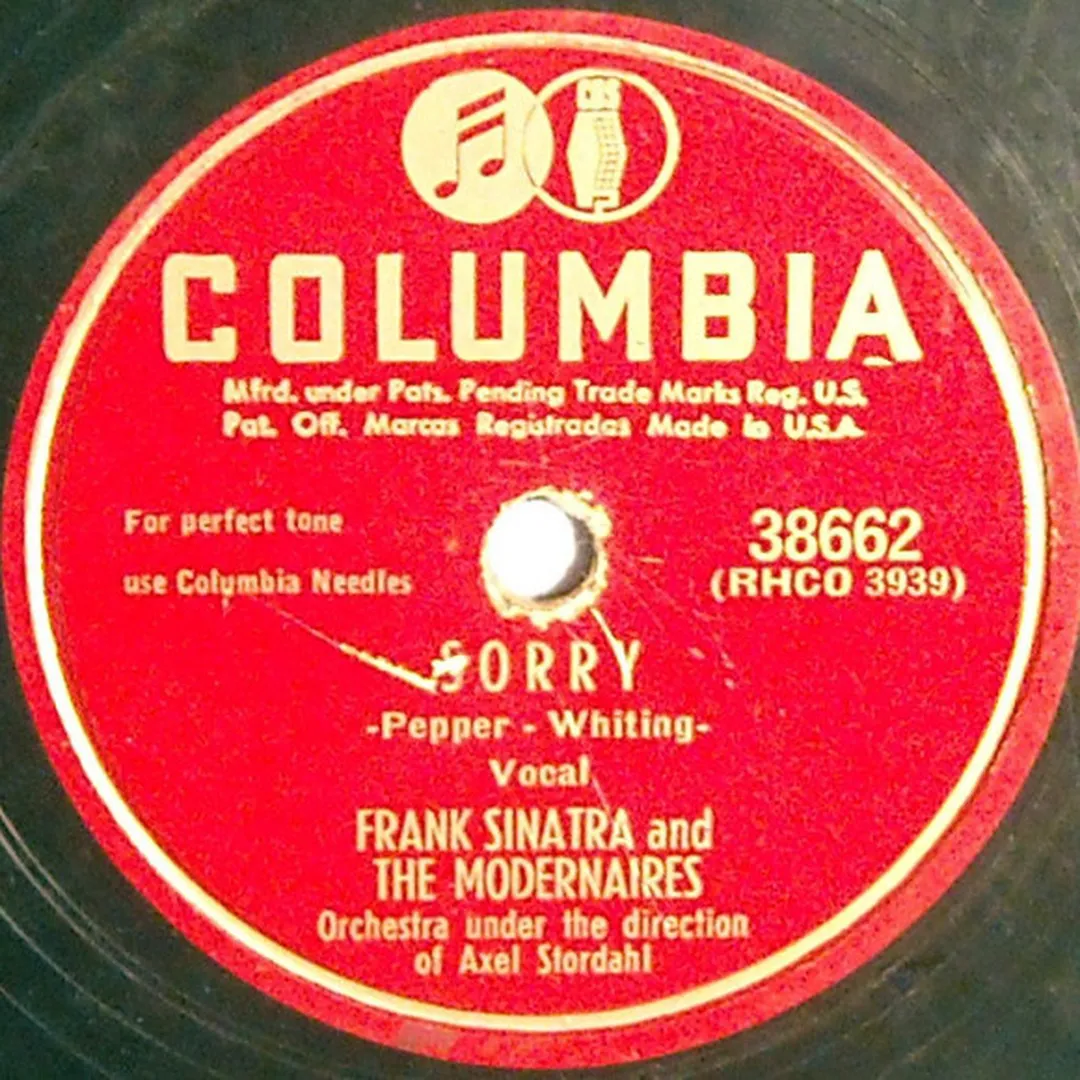 CBS
COLUMBIA
Mfrd. under Pats. Pending Trade Marks Reg. U.S.
Pat. Off. Marcas Registradas Made in U.S.A.
For perfect tone
use Columbia Needles
38662
(RHCO 3939)
SORRY
-Pepper - Whiting-
Vocal
FRANK SINATRA and
THE MODERNAIRES
Orchestra under the direction
of Axel Stordahl